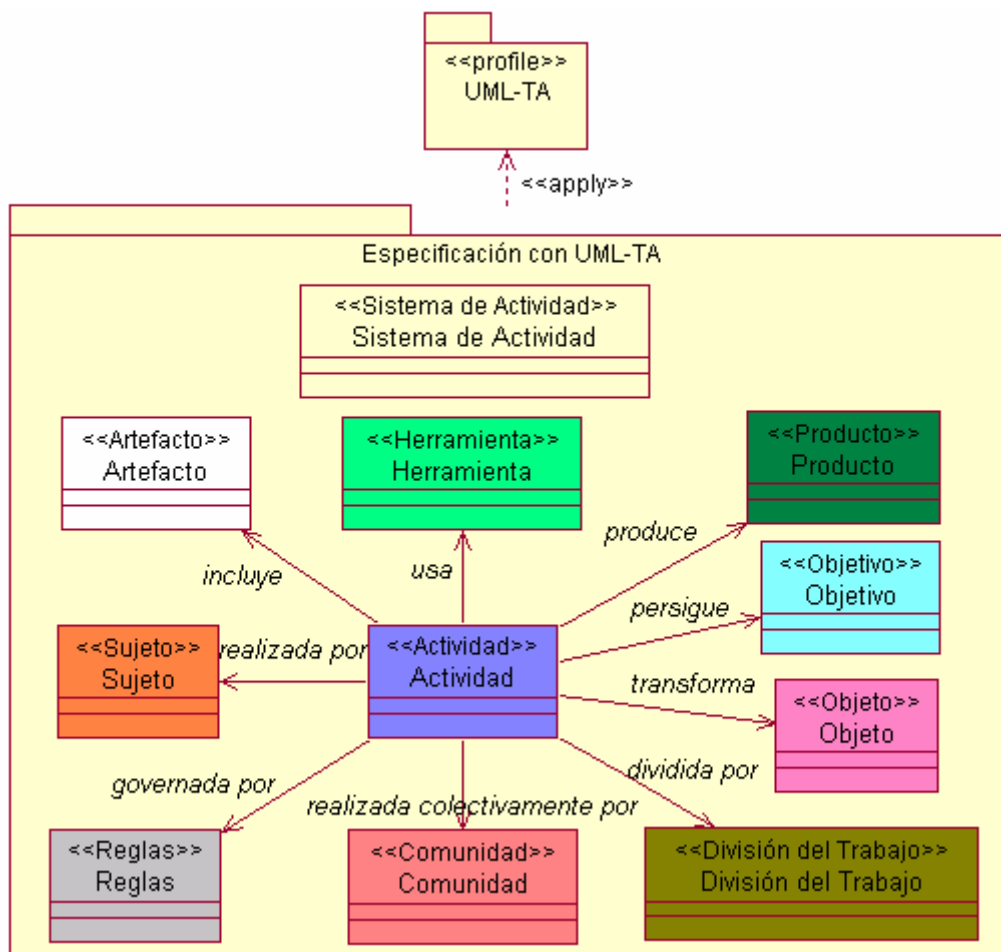 <<profile>>
UML-TA
<<apply>>
Especificación con UML-TA
<<Sistema de Actividad>>
Sistema de Actividad
<<Artefacto>>
Artefacto
<<Herramienta>>
Herramienta
<<Producto>>
Producto
incluye
usa
produce
<<Objetivo>>
Objetivo
persigue
<<Sujeto>>
Sujeto
realizada por
<<Actividad>>
Actividad
transforma
<<Objeto>>
Objeto
governada por
realizada colectivamente por
dividida por
<<Reglas>>
Reglas
<<Comunidad>>
Comunidad
<<División del Trabajo>>
División del Trabajo